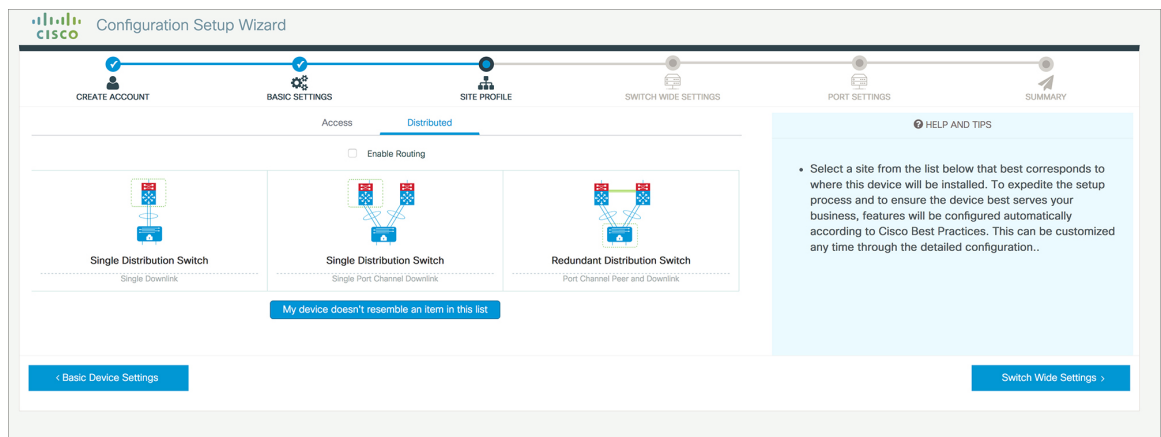 CISCO
Configuration Setup Wizard
CREATE ACCOUNT
BASIC SETTINGS
SITE PROFILE
SWITCH WIDE SETTINGS
PORT SETTINGS
SUMMARY
Access
Distributed
Enable Routing
Single Distribution Switch
Single Downlink
Single Distribution Switch
Single Port Channel Downlink
Redundant Distribution Switch
Port Channel Peer and Downlink
My device doesn't resemble an item in this list
HELP AND TIPS
• Select a site from the list below that best corresponds to
where this device will be installed. To expedite the setup
process and to ensure the device best serves your
business, features will be configured automatically
according to Cisco Best Practices. This can be customized
any time through the detailed configuration..
‹ Basic Device Settings
Switch Wide Settings ›